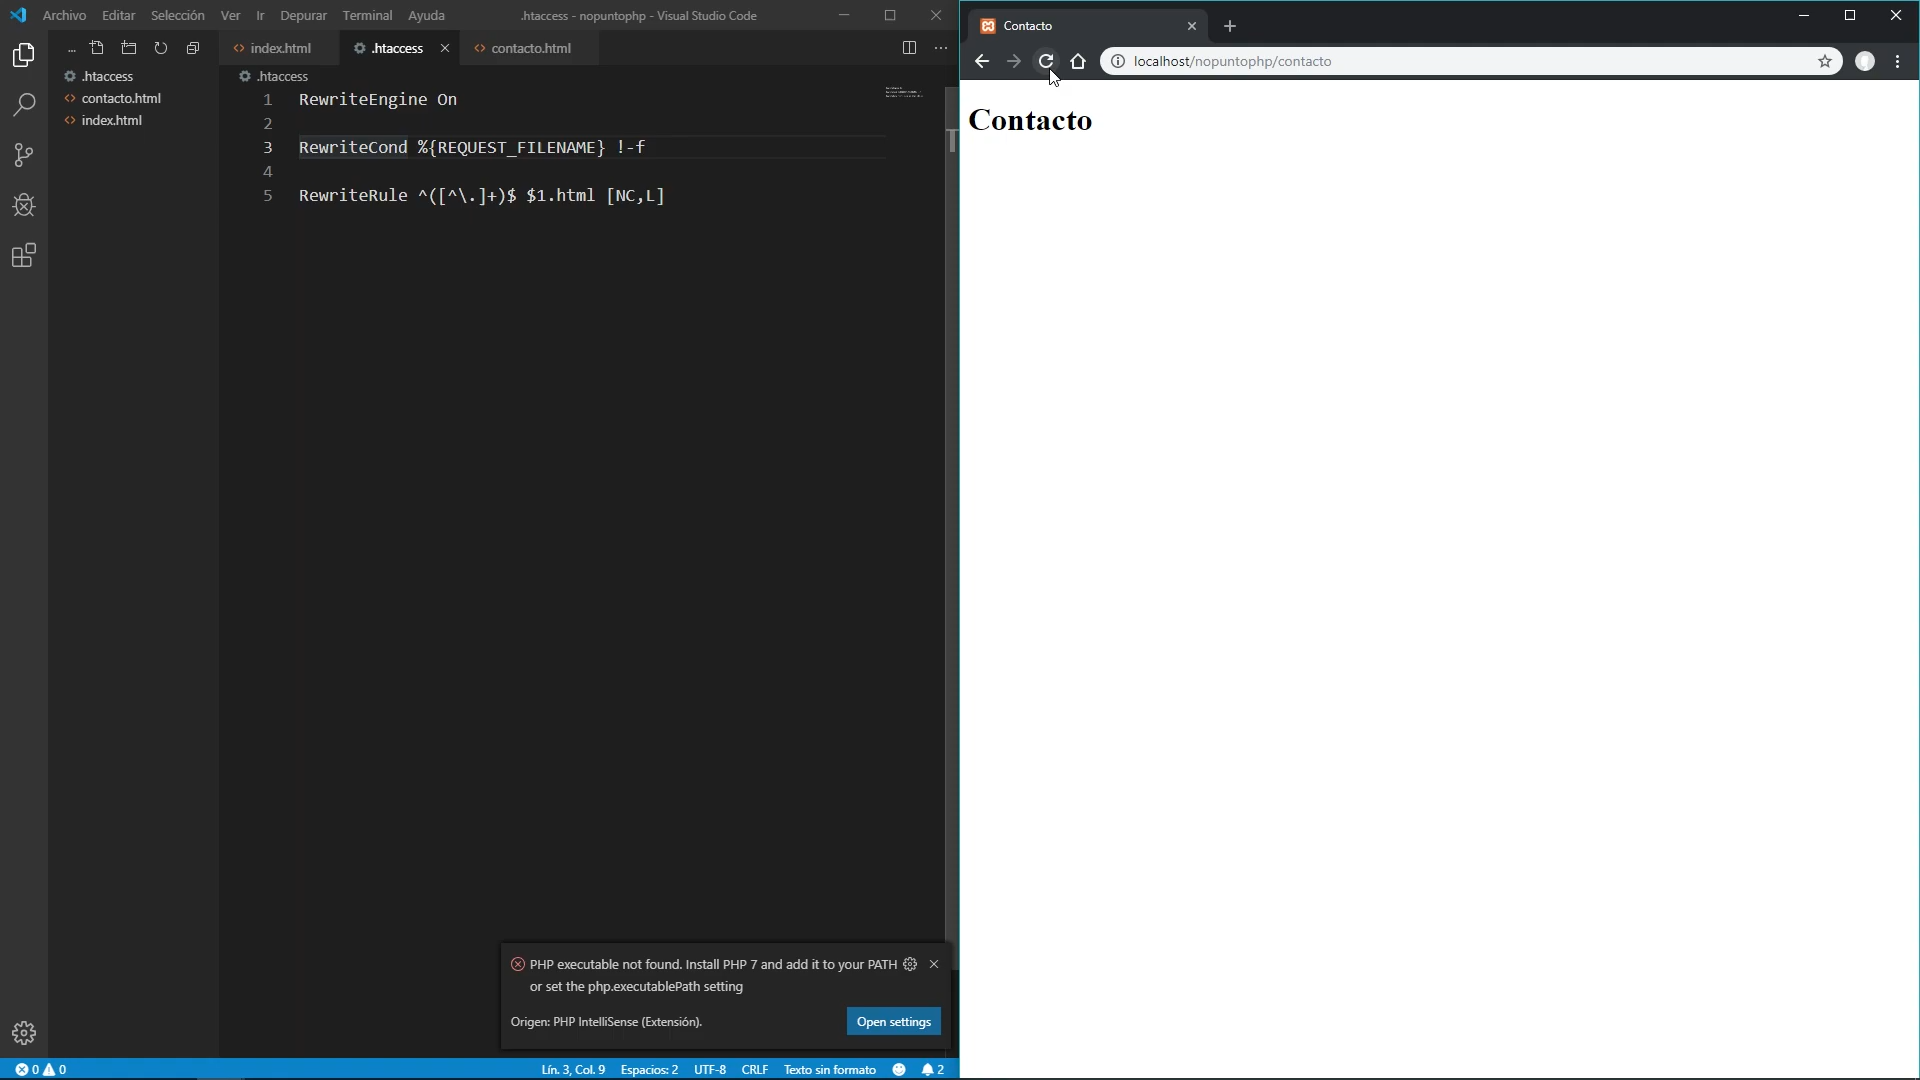 Archivo Editar Selección Ver Ir Depurar Terminal Ayuda .htaccess - nopuntophp - Visual Studio Code
... index.html .htaccess contacto.html
.htaccess
contacto.html
index.html
.htaccess
1 RewriteEngine On
2
3 RewriteCond %{REQUEST_FILENAME} !-f
4
5 RewriteRule ^([^\.]+)$ $1.html [NC,L]
PHP executable not found. Install PHP 7 and add it to your PATH
or set the php.executablePath setting
Origen: PHP IntelliSense (Extensión).
Open settings
0 0 Lín. 3, Col. 9 Espacios: 2 UTF-8 CRLF Texto sin formato 2
Contacto
localhost/nopuntophp/contacto
Contacto